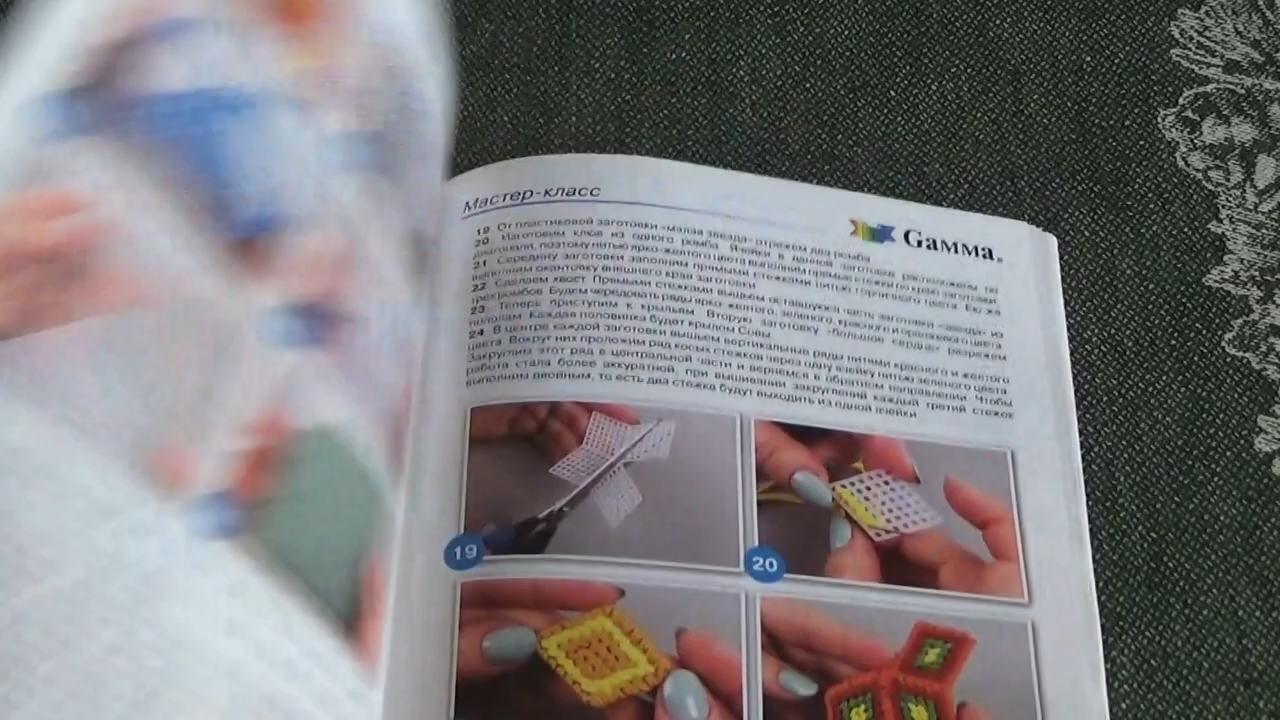 Мастер-класс
Gамма®
19 От пластиковой заготовки «малая звезда» отрежем два ромба
20 Изготовим клюв из одного ромба. Ячейки в данной заготовке расположены по
диагонали, поэтому нитью ярко-желтого цвета выполним прямые стежки по краю заготовки
21 Середину заготовки заполним прямыми стежками нитью горчичного цвета. Ею же
выполним окантовку внешнего края заготовки
22 Сделаем хвост. Прямыми стежками вышьем оставшуюся часть заготовки «звезда» из
трех ромбов. Будем чередовать ряды ярко-желтого, зеленого, красного и оранжевого цвета
23 Теперь приступим к крыльям. Вторую заготовку «большое сердце» разрежем
пополам. Каждая половинка будет крылом Совы
24 В центре каждой заготовки вышьем вертикальные ряды нитями красного и желтого
цвета. Вокруг них проложим ряд косых стежков через одну ячейку нитью зеленого цвета
Закруглим этот ряд в центральной части и вернемся в обратном направлении. Чтобы
работа стала более аккуратной, при вышивании закруглений каждый третий стежок
выполним двойным, то есть два стежка будут выходить из одной ячейки
19
20